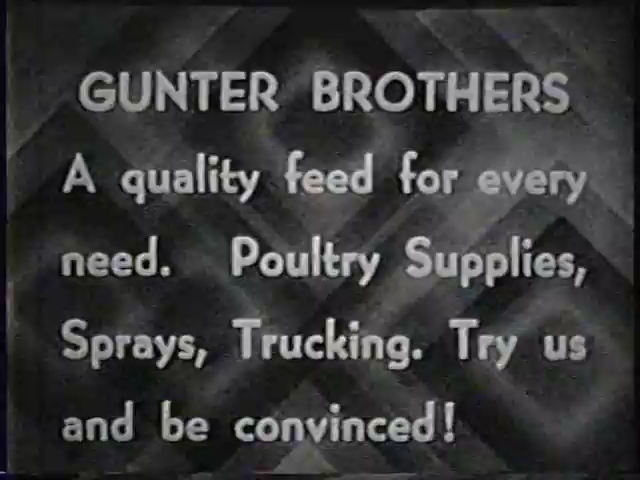 GUNTER BROTHERS
A quality feed for every
need. Poultry Supplies,
Sprays, Trucking. Try us
and be convinced!